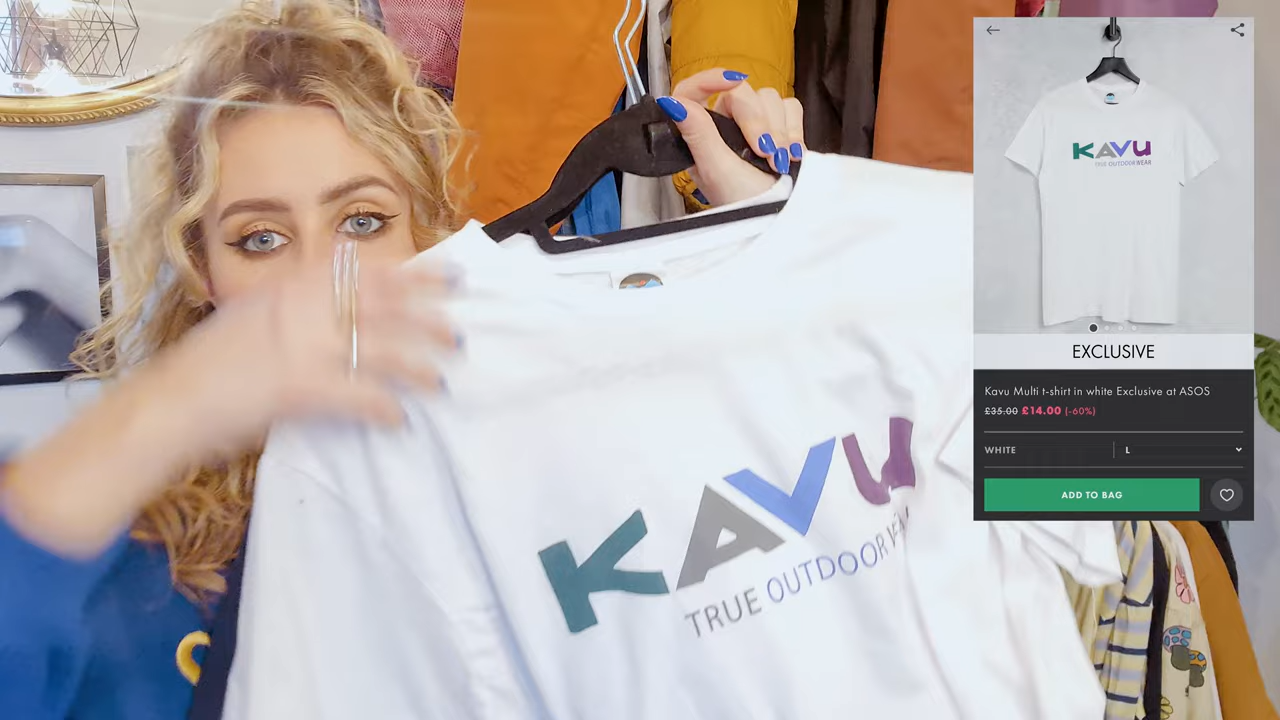 KAVU
TRUE OUTDOOR WEAR
KAVU
TRUE OUTDOOR WEAR
EXCLUSIVE
Kavu Multi t-shirt in white Exclusive at ASOS
£35.00 £14.00 (-60%)
WHITE L
ADD TO BAG